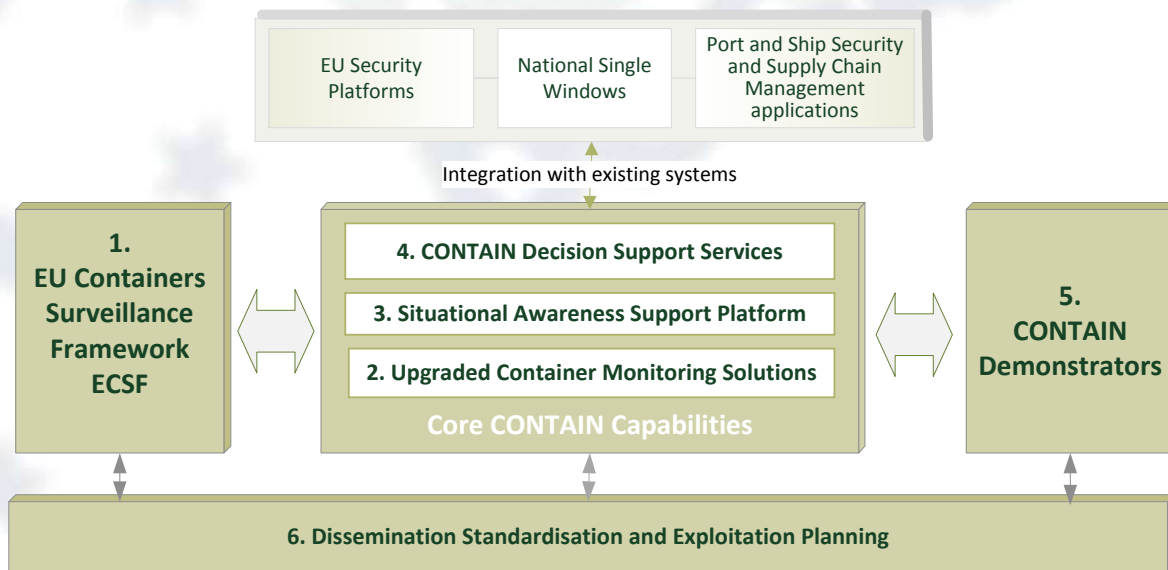 EU Security
Platforms
National Single
Windows
Port and Ship Security
and Supply Chain
Management
applications
Integration with existing systems
1.
EU Containers
Surveillance
Framework
ECSF
4. CONTAIN Decision Support Services
3. Situational Awareness Support Platform
2. Upgraded Container Monitoring Solutions
Core CONTAIN Capabilities
5.
CONTAIN
Demonstrators
6. Dissemination Standardisation and Exploitation Planning